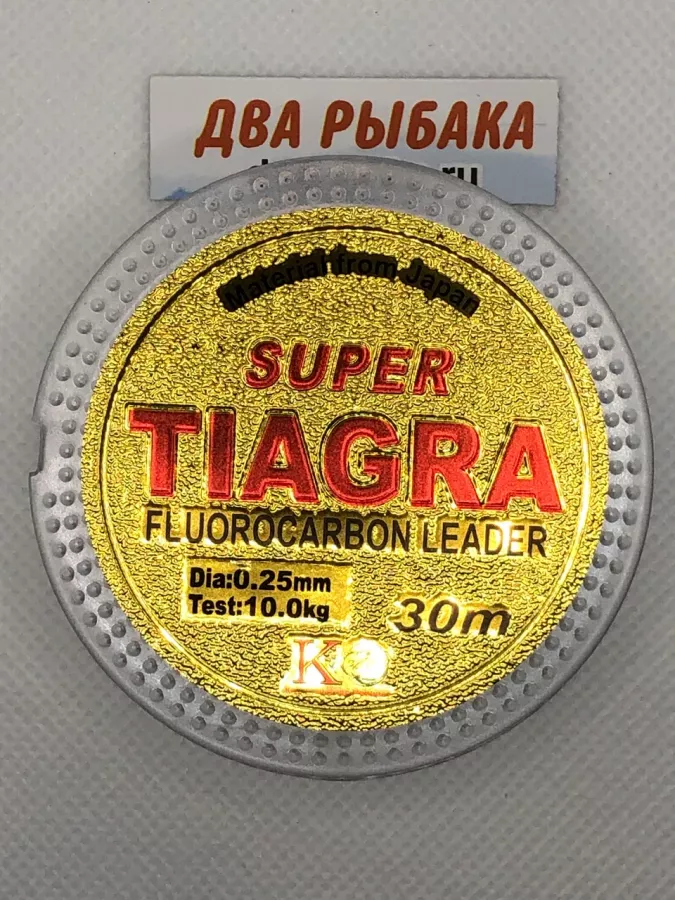 ДВА РЫБАКА
Material from Japan
SUPER
TIAGRA
FLUOROCARBON LEADER
Dia:0.25mm
Test:10.0kg
30m
K